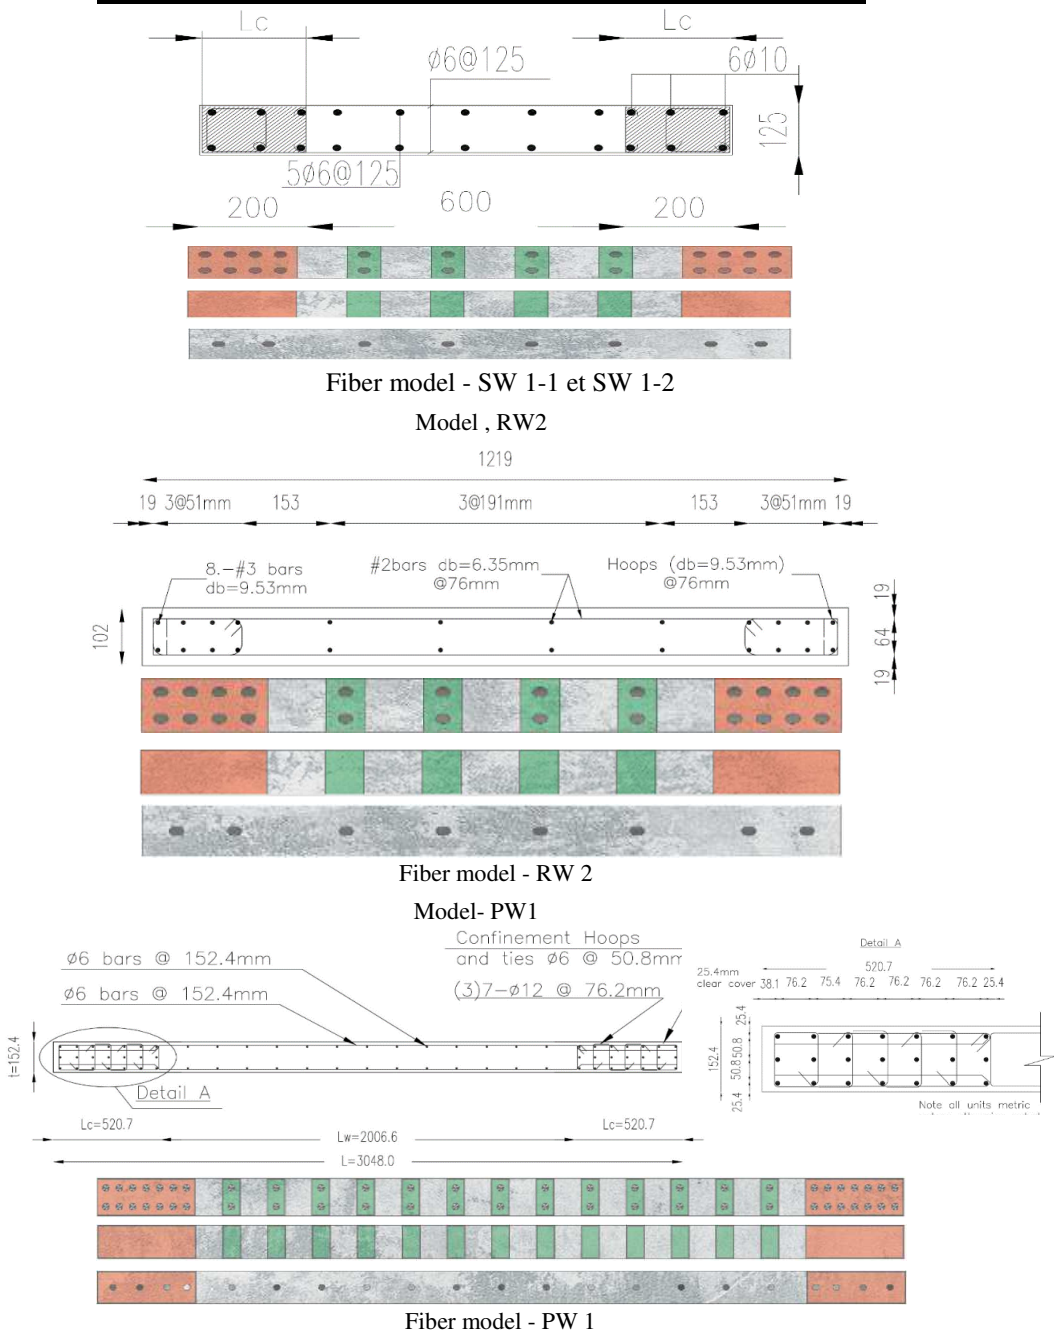 Lc Lc
ø6@125 6ø10
125
5ø6@125
200 600 200
Fiber model - SW 1-1 et SW 1-2
Model , RW2
1219
19 3@51mm 153 3@191mm 153 3@51mm 19
8.-#3 bars
db=9.53mm
#2bars db=6.35mm
@76mm
Hoops (db=9.53mm)
@76mm
102
19
64
19
Fiber model - RW 2
Model- PW1
ø6 bars @ 152.4mm
ø6 bars @ 152.4mm
Confinement Hoops
and ties ø6 @ 50.8mm
(3)7-ø12 @ 76.2mm
t=152.4
Detail A
Lc=520.7 Lw=2006.6 Lc=520.7
L=3048.0
Detail A
520.7
25.4mm
clear cover 38.1 76.2 75.4 76.2 76.2 76.2 76.2 25.4
152.4
25.4
50.8
50.8
25.4
Note all units metric
Fiber model - PW 1